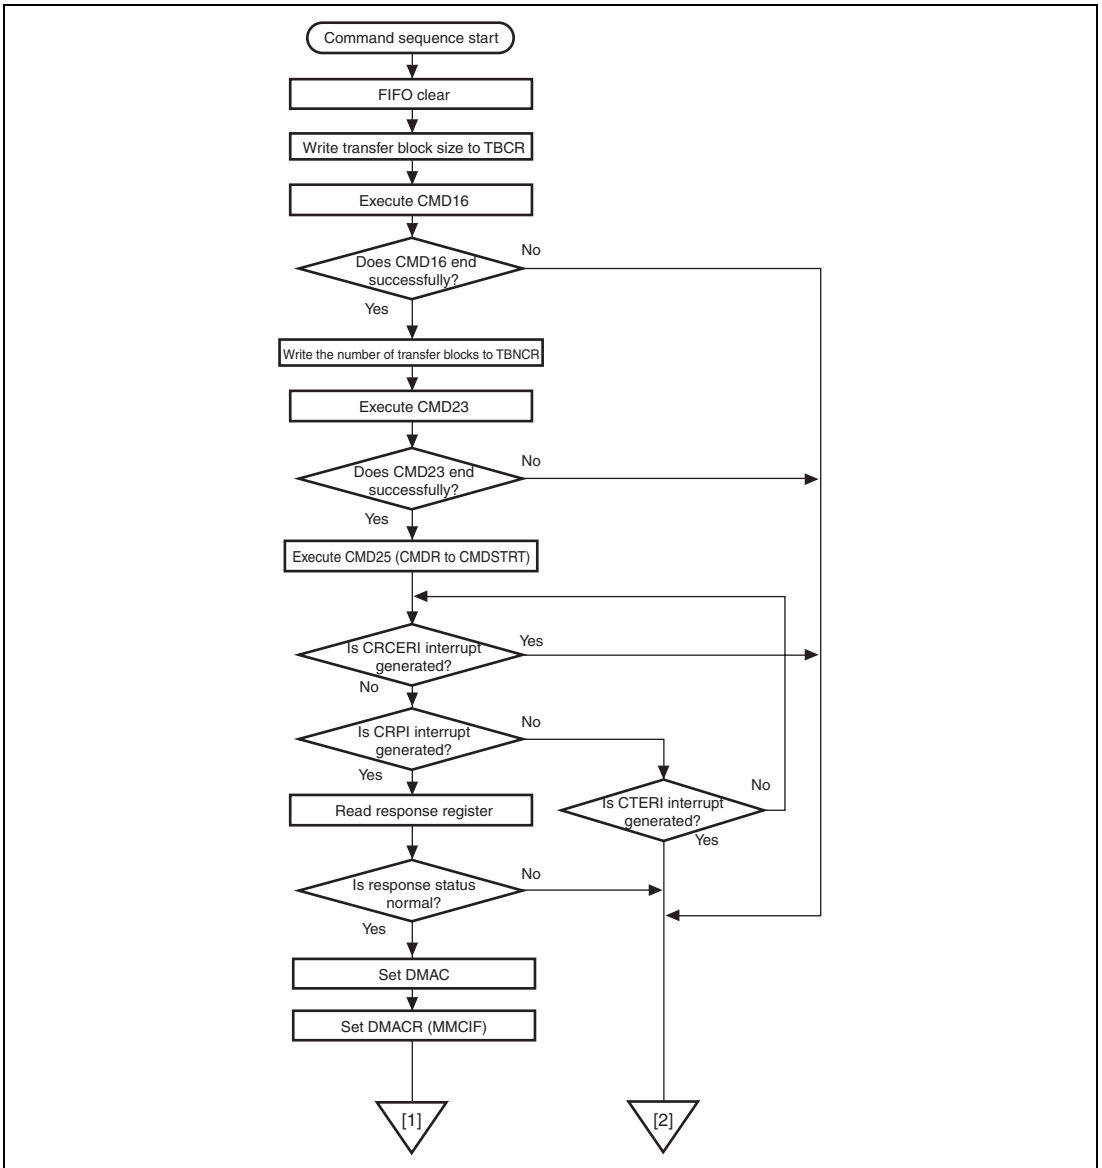 Command sequence start
FIFO clear
Write transfer block size to TBCR
Execute CMD16
No
Does CMD16 end
successfully?
Yes
Write the number of transfer blocks to TBNCR
Execute CMD23
No
Does CMD23 end
successfully?
Yes
Execute CMD25 (CMDR to CMDSTRT)
Yes
Is CRCERI interrupt
generated?
No
No
Is CRPI interrupt
generated?
Yes
No
Is CTERI interrupt
generated?
Yes
Read response register
No
Is response status
normal?
Yes
Set DMAC
Set DMACR (MMCIF)
[1]
[2]